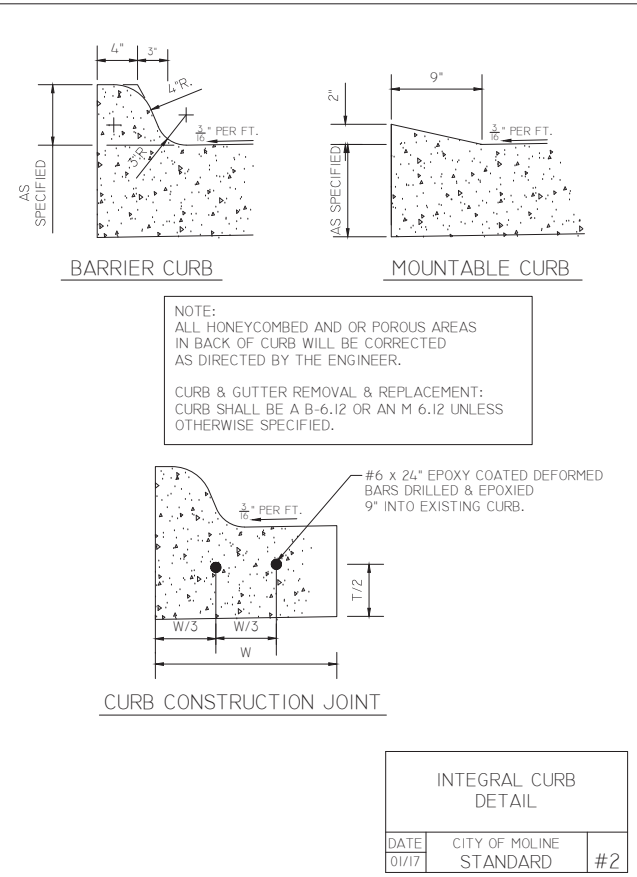 4" 3"
4"R.
3"R
3/16" PER FT.
AS
SPECIFIED
BARRIER CURB
9"
2"
3/16" PER FT.
AS SPECIFIED
MOUNTABLE CURB
NOTE:
ALL HONEYCOMBED AND OR POROUS AREAS
IN BACK OF CURB WILL BE CORRECTED
AS DIRECTED BY THE ENGINEER.
CURB & GUTTER REMOVAL & REPLACEMENT:
CURB SHALL BE A B-6.12 OR AN M 6.12 UNLESS
OTHERWISE SPECIFIED.
#6 x 24" EPOXY COATED DEFORMED
BARS DRILLED & EPOXIED
9" INTO EXISTING CURB.
3/16" PER FT.
T/2
W/3 W/3
W
CURB CONSTRUCTION JOINT
INTEGRAL CURB
DETAIL
DATE
01/17
CITY OF MOLINE
STANDARD
#2